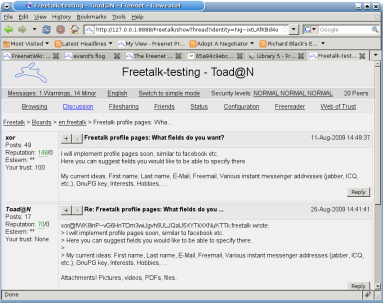 Freetalk-testing - Toad@N - Freenet - Iceweasel
File Edit View History Bookmarks Tools Help
http://127.0.0.1:8888/Freetalk/showThread?identity=Ng~ixtLAfKBd4o
Google
Most Visited Latest Headlines My View - Freenet Pr... Adopt A Negotiator Richard Black's E...
FreenetWiki: evand's flog The Freenet Library 5 - Fr... Freetalk-test...
Freetalk-testing - Toad@N
Messages: 1 Warnings, 14 Minor English Switch to simple mode Security levels: NORMAL NORMAL NORMAL 20 Peers
Browsing Discussion Filesharing Friends Status Configuration Freereader Web of Trust
Freetalk > Boards > en.freetalk > Freetalk profile pages: Wha...
xor
Posts: 49
Reputation: 149/0
Esteem: **
Your trust: 100
+ - Freetalk profile pages: What fields do you want? 11-Aug-2009 14:49:37
I will implement profile pages soon, similar to facebook etc.
Here you can suggest fields you would like to be able to specify there.
My current ideas: First name, Last name, E-Mail, Freemail, Various instant messenger addresses (jabber, ICQ,
etc.), GnuPG key, Interests, Hobbies, ...
Reply
Toad@N
Posts: 17
Reputation: 70/0
Esteem: **
Your trust: None
+ - Re: Freetalk profile pages: What fields do you ... 26-Aug-2009 14:41:41
.freetalk wrote:
> I will implement profile pages soon, similar to facebook etc.
> Here you can suggest fields you would like to be able to specify there.
>
> My current ideas: First name, Last name, E-Mail, Freemail, Various instant messenger addresses (jabber, ICQ,
etc.), GnuPG key, Interests, Hobbies, ...
Attachments! Pictures, videos, PDFs, files.
Reply
Done